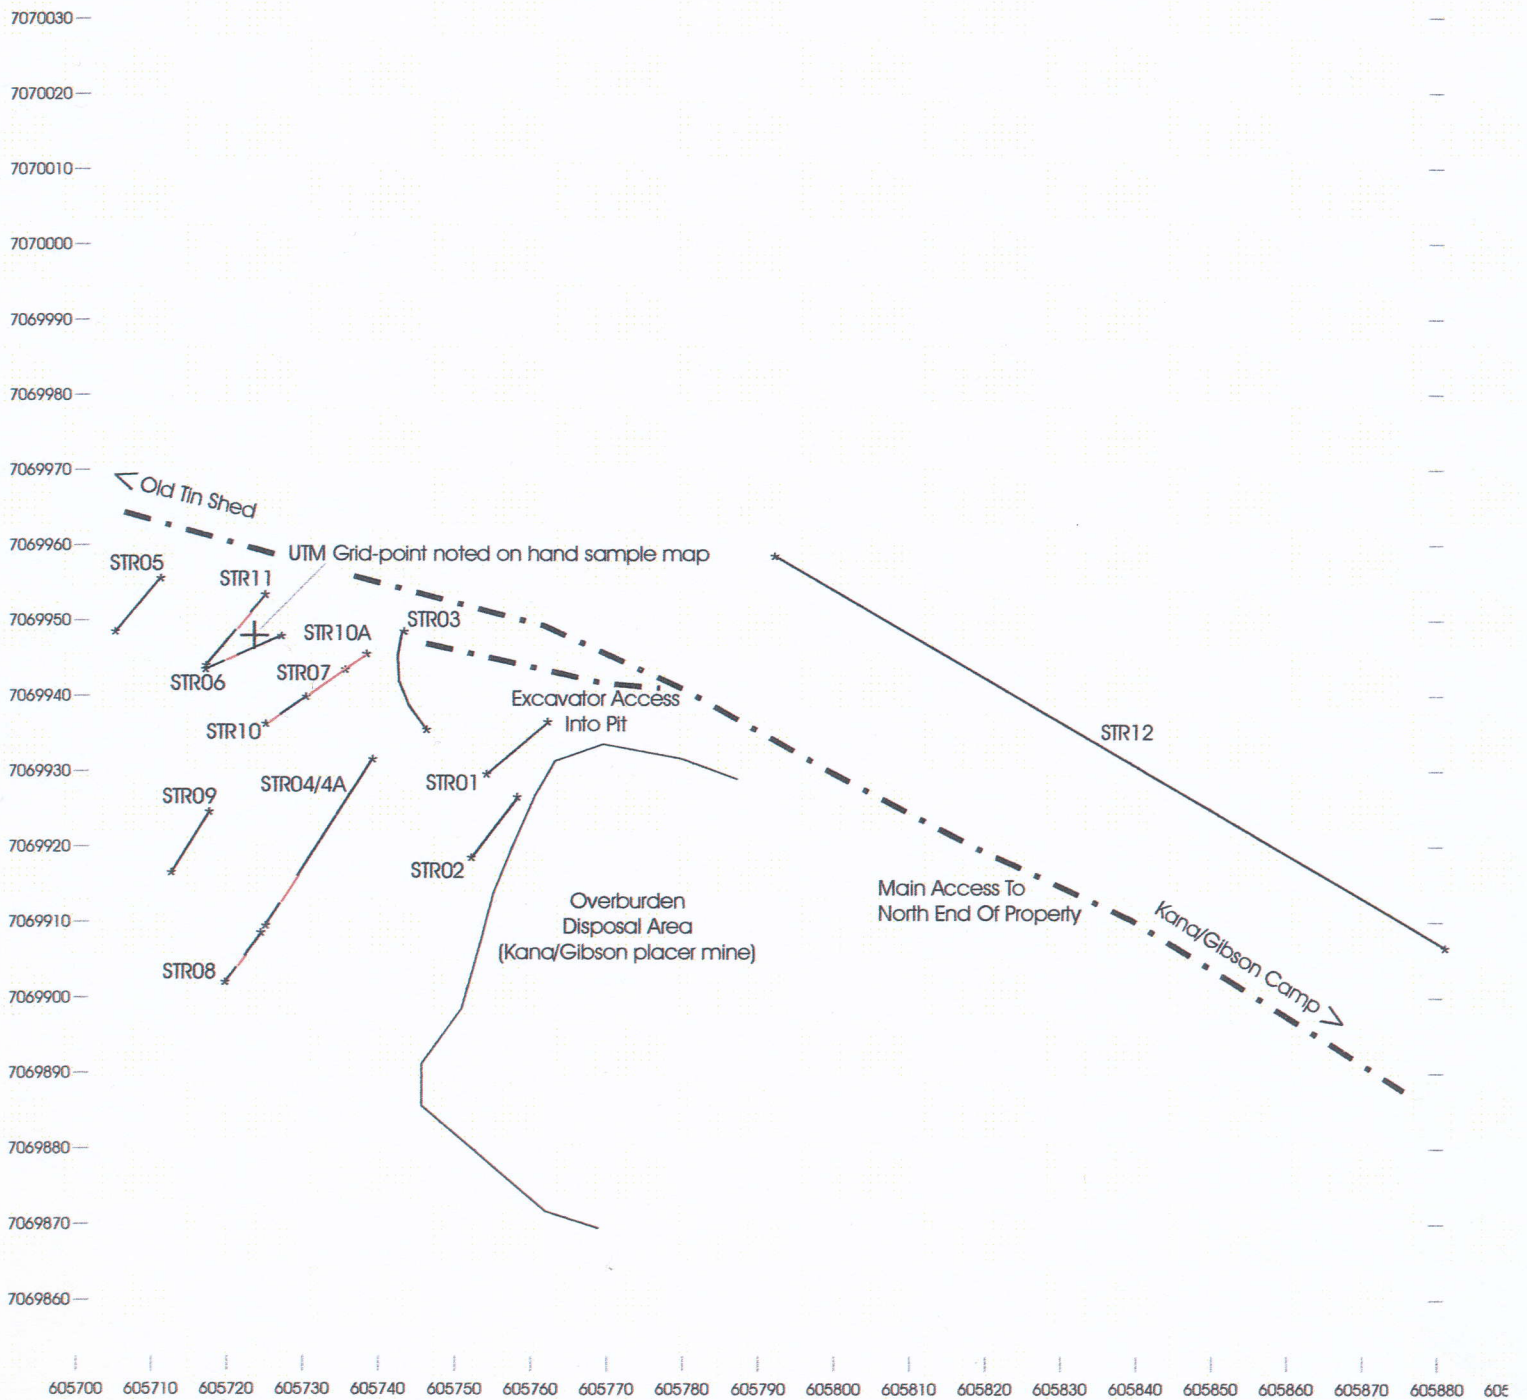 7070030
7070020
7070010
7070000
7069990
7069980
7069970
< Old Tin Shed
7069960
UTM Grid-point noted on hand sample map
STR05
STR11
7069950
STR03
STR10A
STR07
STR06
7069940
Excavator Access
Into Pit
STR10
STR12
7069930
STR01
STR04/4A
STR09
7069920
STR02
Main Access To
North End Of Property
Overburden
Disposal Area
(Kana/Gibson placer mine)
7069910
Kana/Gibson Camp >
STR08
7069900
7069890
7069880
7069870
7069860
605700 605710 605720 605730 605740 605750 605760 605770 605780 605790 605800 605810 605820 605830 605840 605850 605860 605870 605880